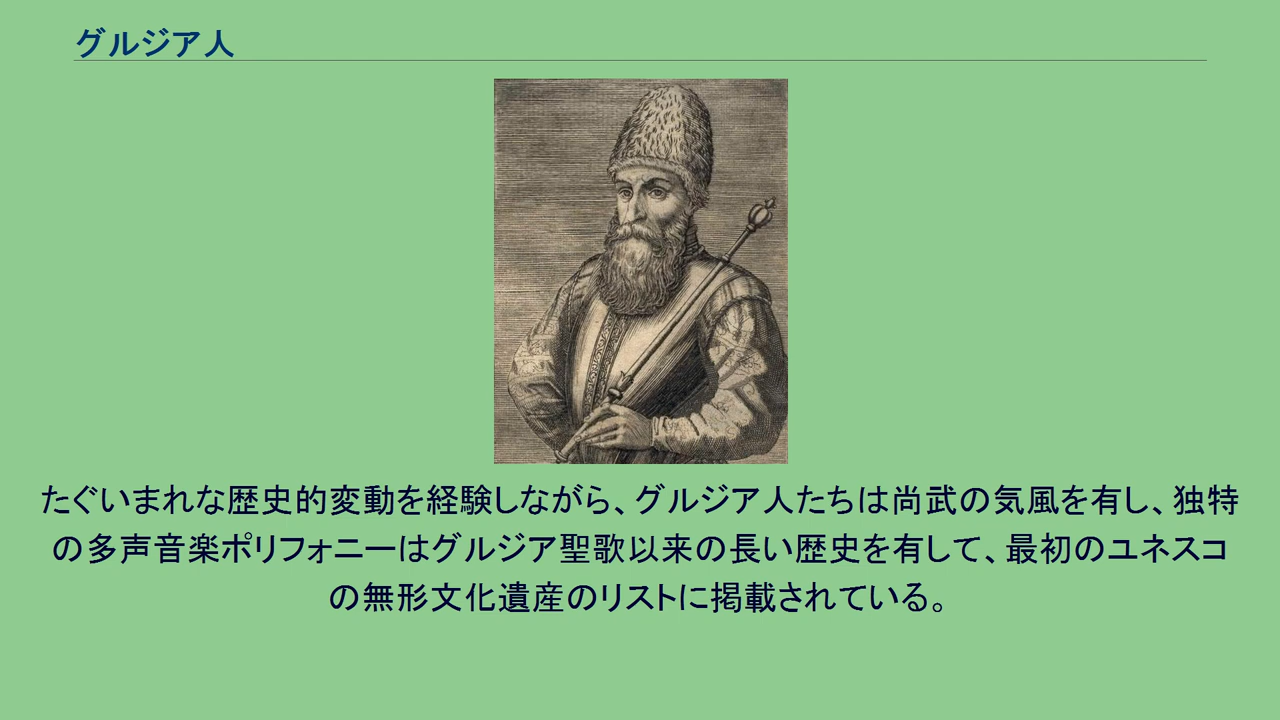 グルジア人
たぐいまれな歴史的変動を経験しながら、グルジア人たちは尚武の気風を有し、独特
の多声音楽ポリフォニーはグルジア聖歌以来の長い歴史を有して、最初のユネスコ
の無形文化遺産のリストに掲載されている。